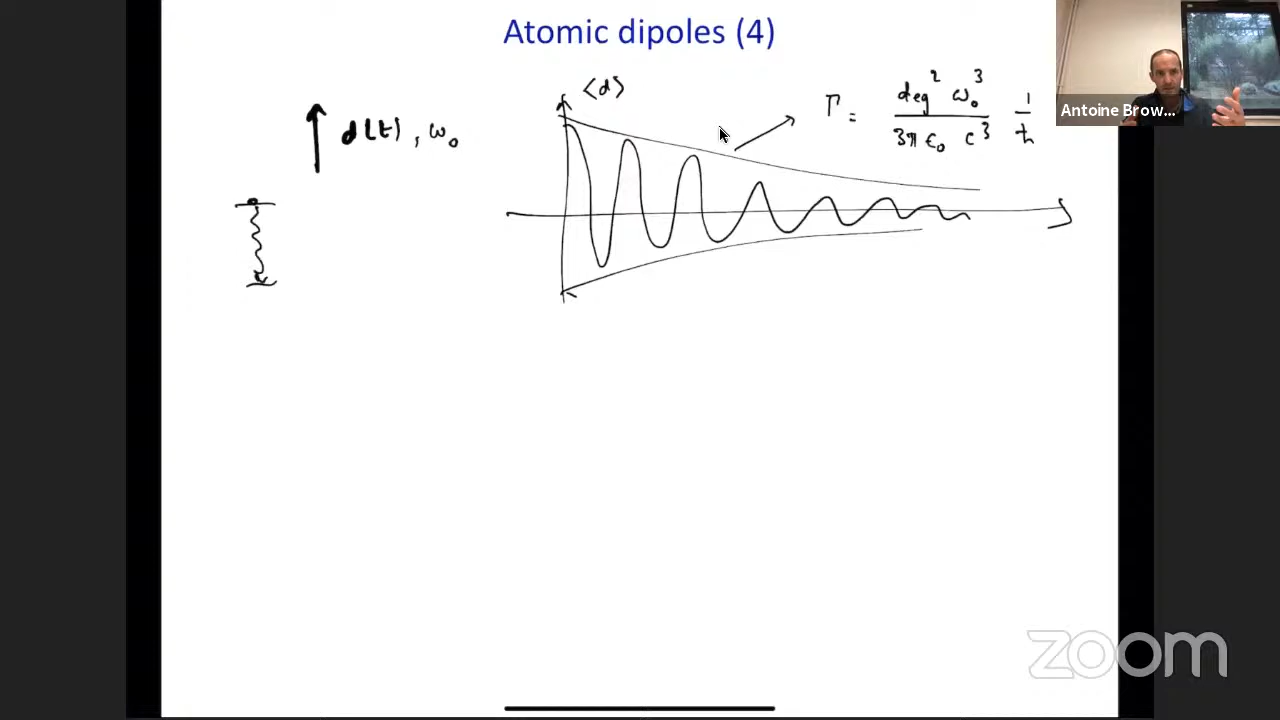 Atomic dipoles (4)
d(t), ω₀
<d>
Γ = deg² ω₀³ / 3π ε₀ c³ 1/ħ
Antoine Brow...
zoom